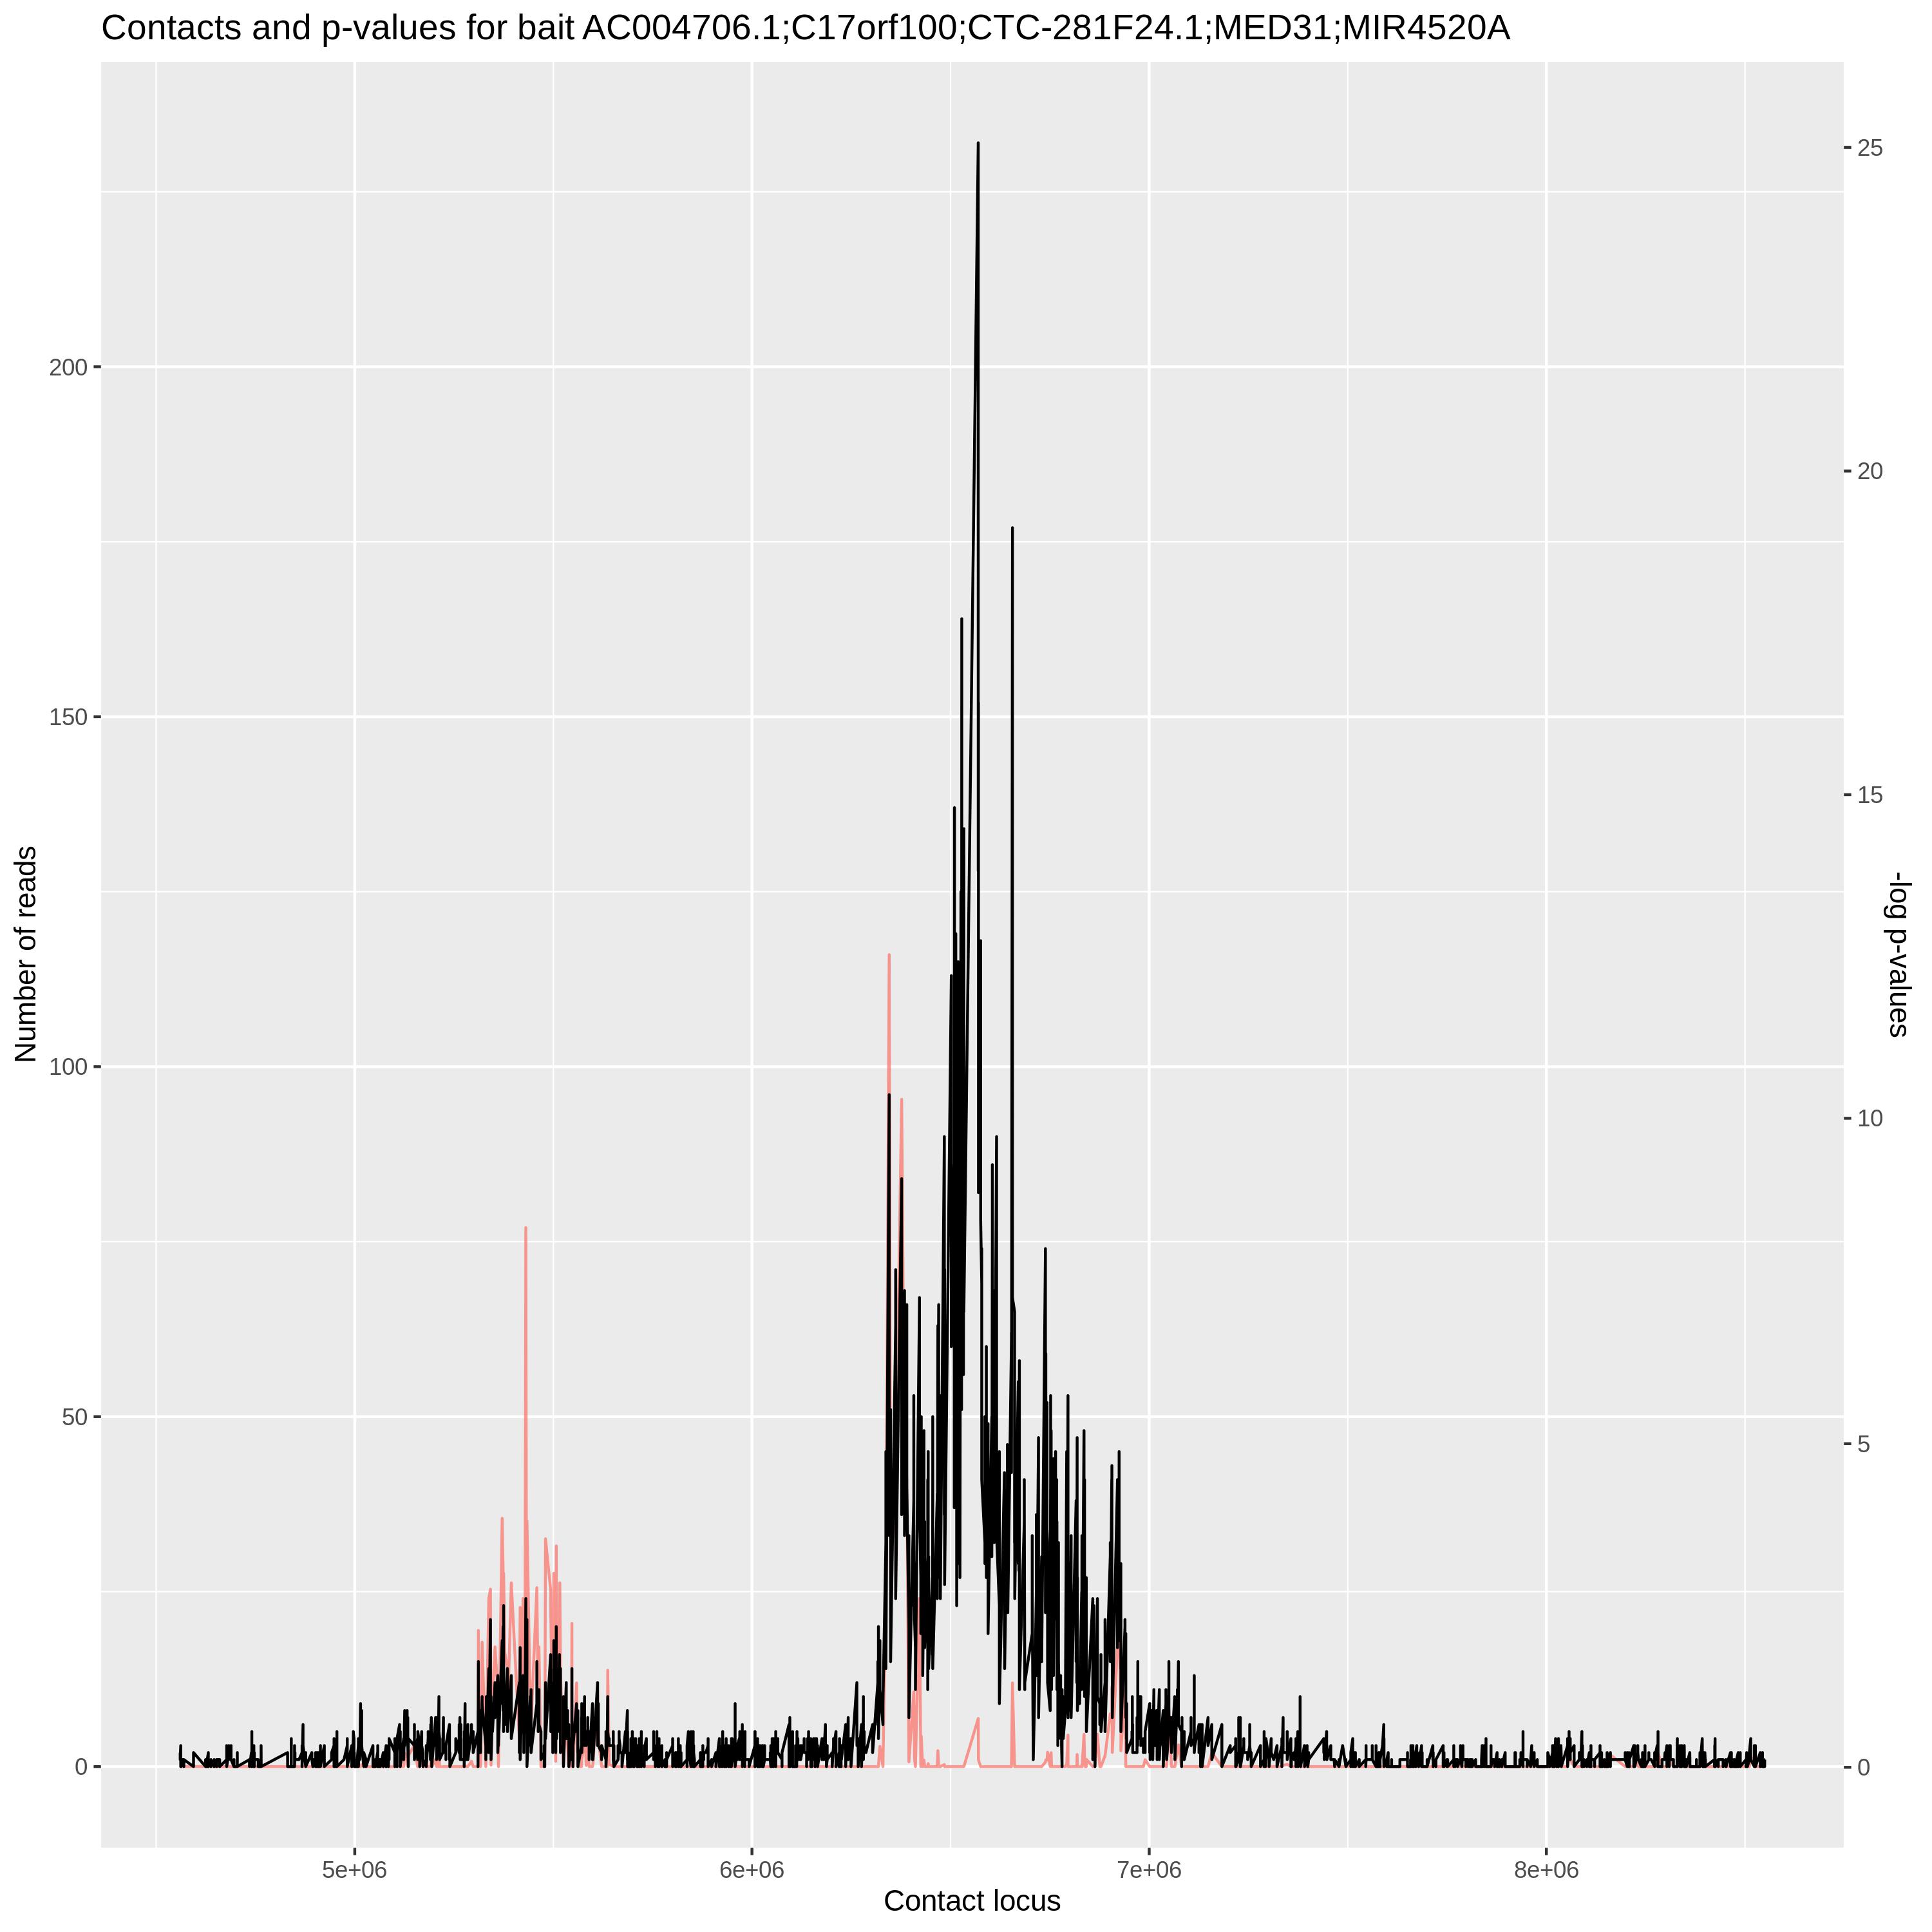 Contacts and p-values for bait AC004706.1;C17orf100;CTC-281F24.1;MED31;MIR4520A
Number of reads
200
150
100
50
0
25
20
15
10
5
0
-log p-values
5e+06 6e+06 7e+06 8e+06
Contact locus